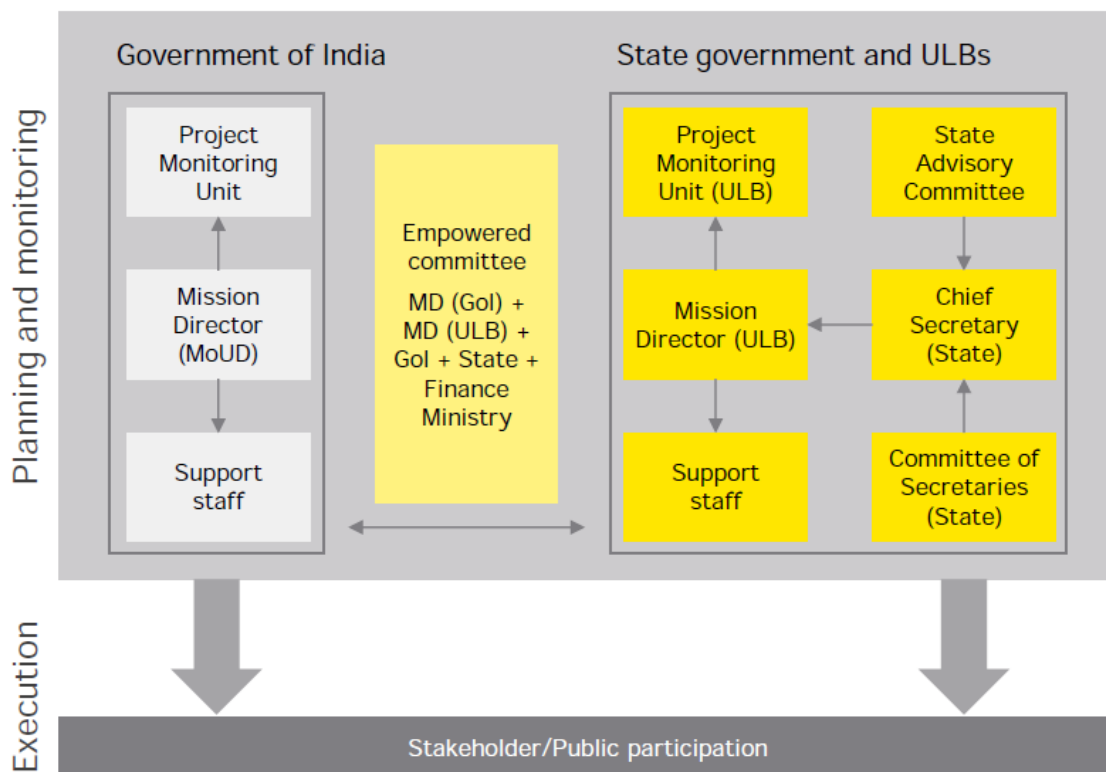 Planning and monitoring
Government of India
Project
Monitoring
Unit
Mission
Director
(MoUD)
Support
staff
Empowered
committee
MD (GoI) +
MD (ULB) +
GoI + State +
Finance
Ministry
State government and ULBs
Project
Monitoring
Unit (ULB)
State
Advisory
Committee
Mission
Director (ULB)
Chief
Secretary
(State)
Support
staff
Committee of
Secretaries
(State)
Execution
Stakeholder/Public participation